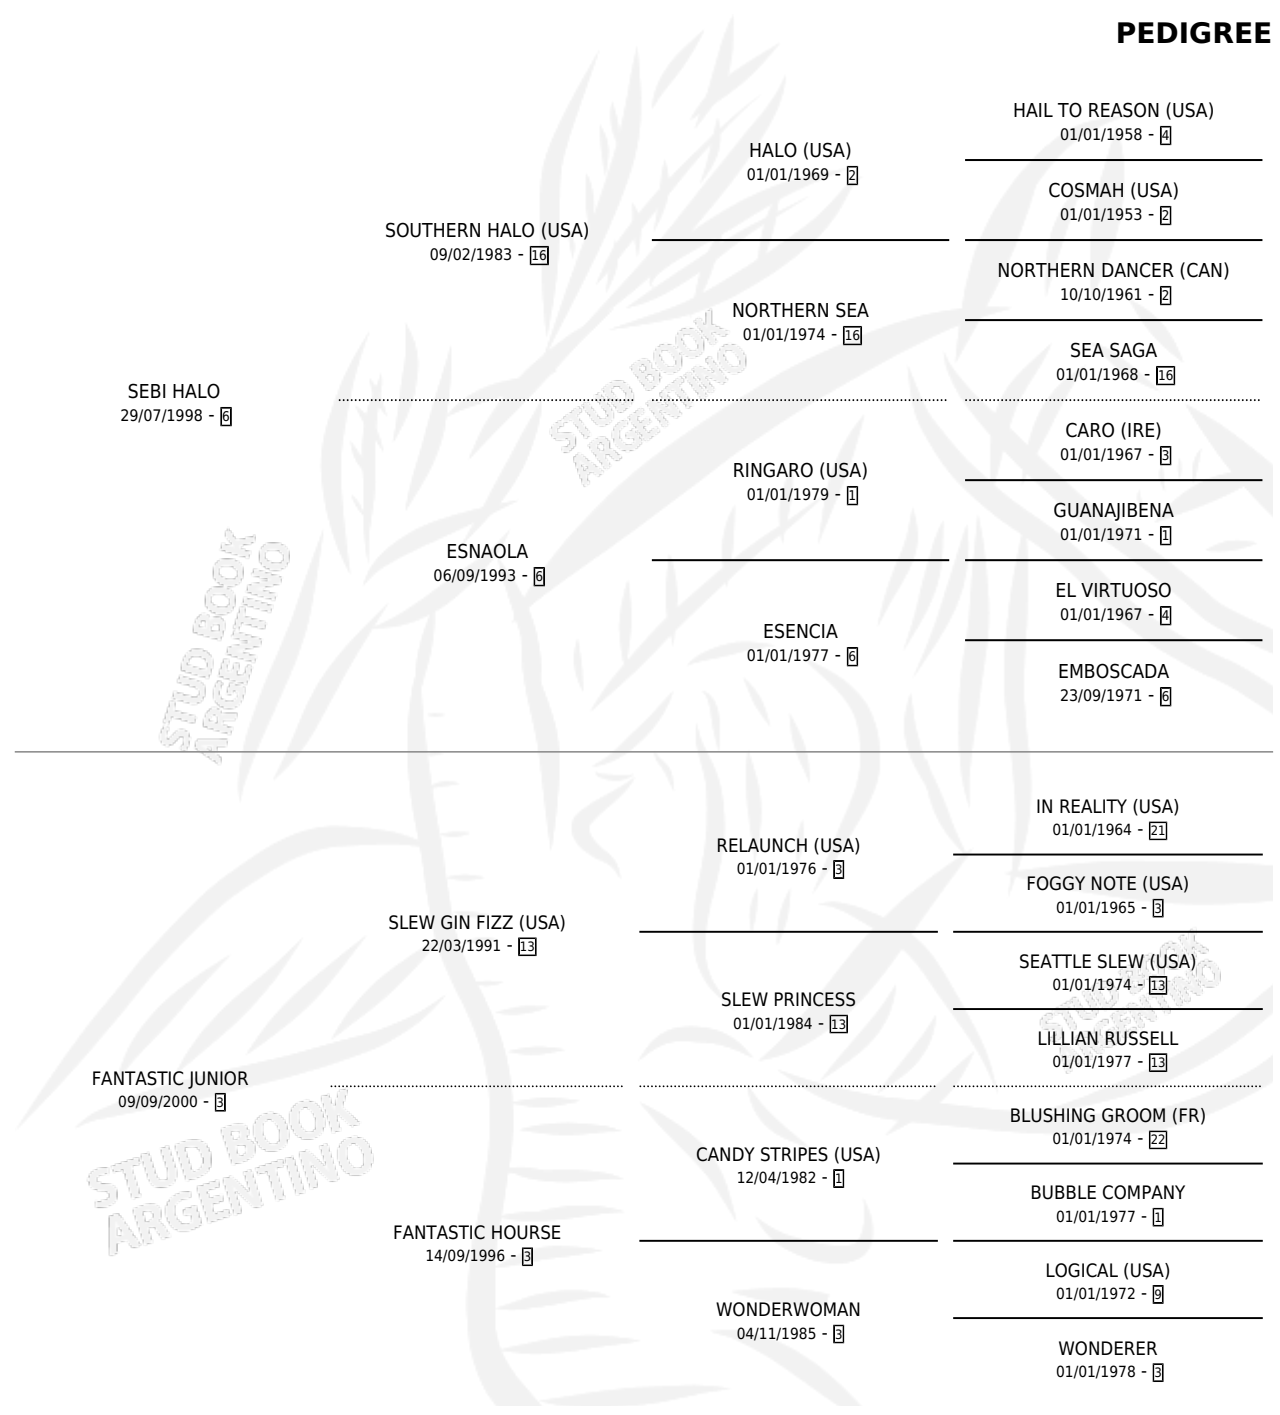 PEDIGREE
HAIL TO REASON (USA)
01/01/1958 - 4
HALO (USA)
01/01/1969 - 2
COSMAH (USA)
01/01/1953 - 2
SOUTHERN HALO (USA)
09/02/1983 - 16
NORTHERN DANCER (CAN)
10/10/1961 - 2
NORTHERN SEA
01/01/1974 - 16
SEA SAGA
01/01/1968 - 16
SEBI HALO
29/07/1998 - 6
CARO (IRE)
01/01/1967 - 3
RINGARO (USA)
01/01/1979 - 1
GUANAJIBENA
01/01/1971 - 1
ESNAOLA
06/09/1993 - 6
EL VIRTUOSO
01/01/1967 - 4
ESENCIA
01/01/1977 - 6
EMBOSCADA
23/09/1971 - 6
IN REALITY (USA)
01/01/1964 - 21
RELAUNCH (USA)
01/01/1976 - 3
FOGGY NOTE (USA)
01/01/1965 - 3
SLEW GIN FIZZ (USA)
22/03/1991 - 13
SEATTLE SLEW (USA)
01/01/1974 - 13
SLEW PRINCESS
01/01/1984 - 13
LILLIAN RUSSELL
01/01/1977 - 13
FANTASTIC JUNIOR
09/09/2000 - 3
BLUSHING GROOM (FR)
01/01/1974 - 22
CANDY STRIPES (USA)
12/04/1982 - 1
BUBBLE COMPANY
01/01/1977 - 1
FANTASTIC HOURSE
14/09/1996 - 3
LOGICAL (USA)
01/01/1972 - 9
WONDERWOMAN
04/11/1985 - 3
WONDERER
01/01/1978 - 3
STUD BOOK
ARGENTINO
STUD BOOK
ARGENTINO
STUD BOOK
ARGENTINO
STUD BOOK
ARGENTINO